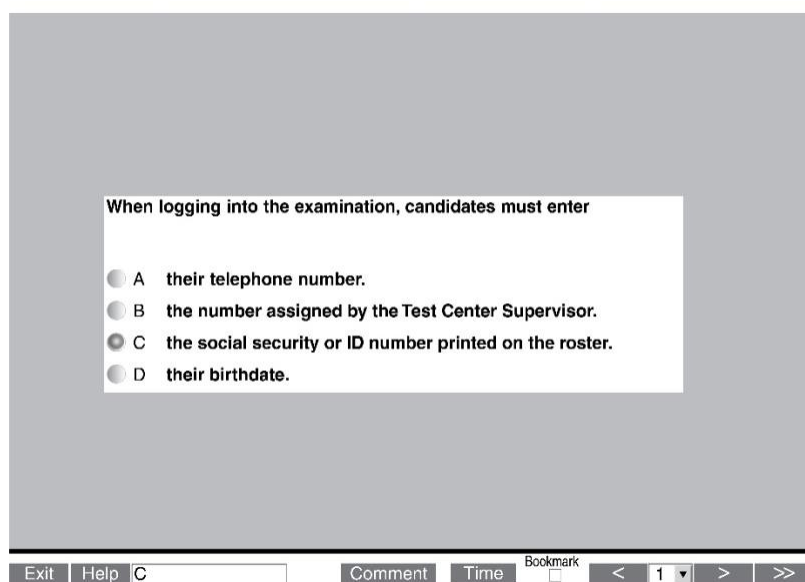 When logging into the examination, candidates must enter
A their telephone number.
B the number assigned by the Test Center Supervisor.
C the social security or ID number printed on the roster.
D their birthdate.
Bookmark
Exit Help C Comment Time < 1 > >>